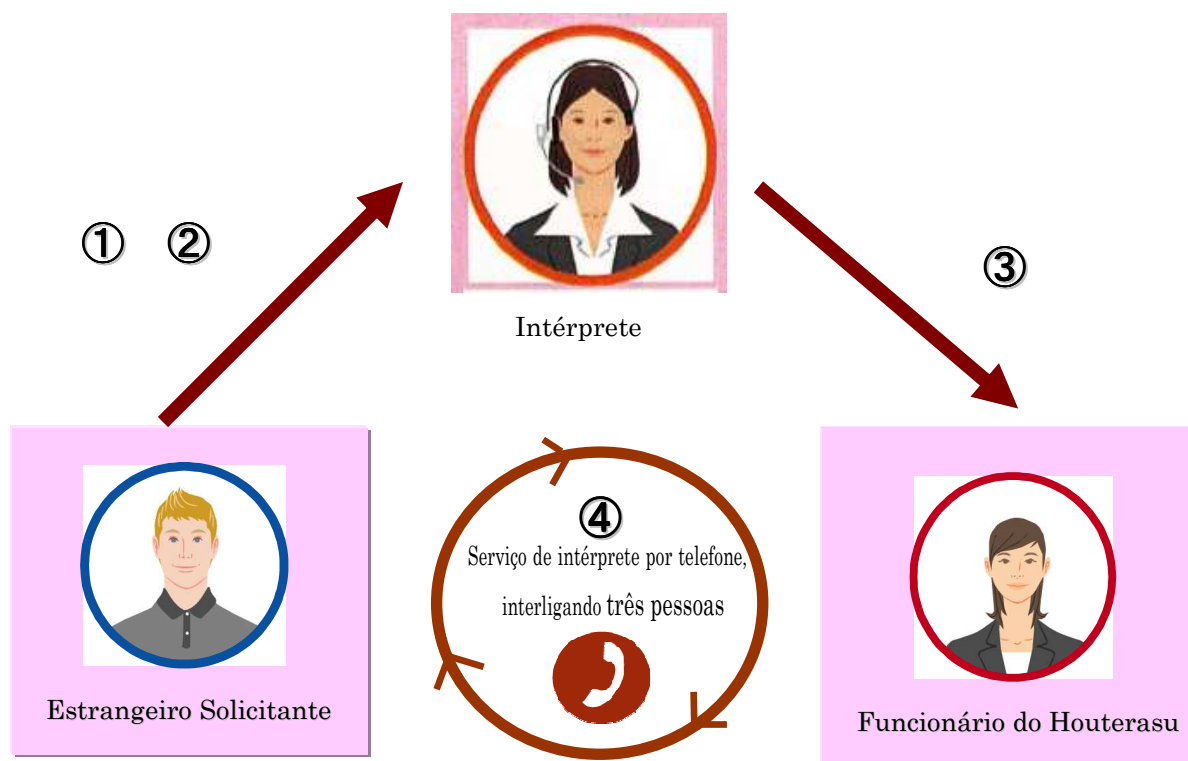 ① ②
③
Intérprete
④
Serviço de intérprete por telefone,
interligando três pessoas
Estrangeiro Solicitante
Funcionário do Houterasu